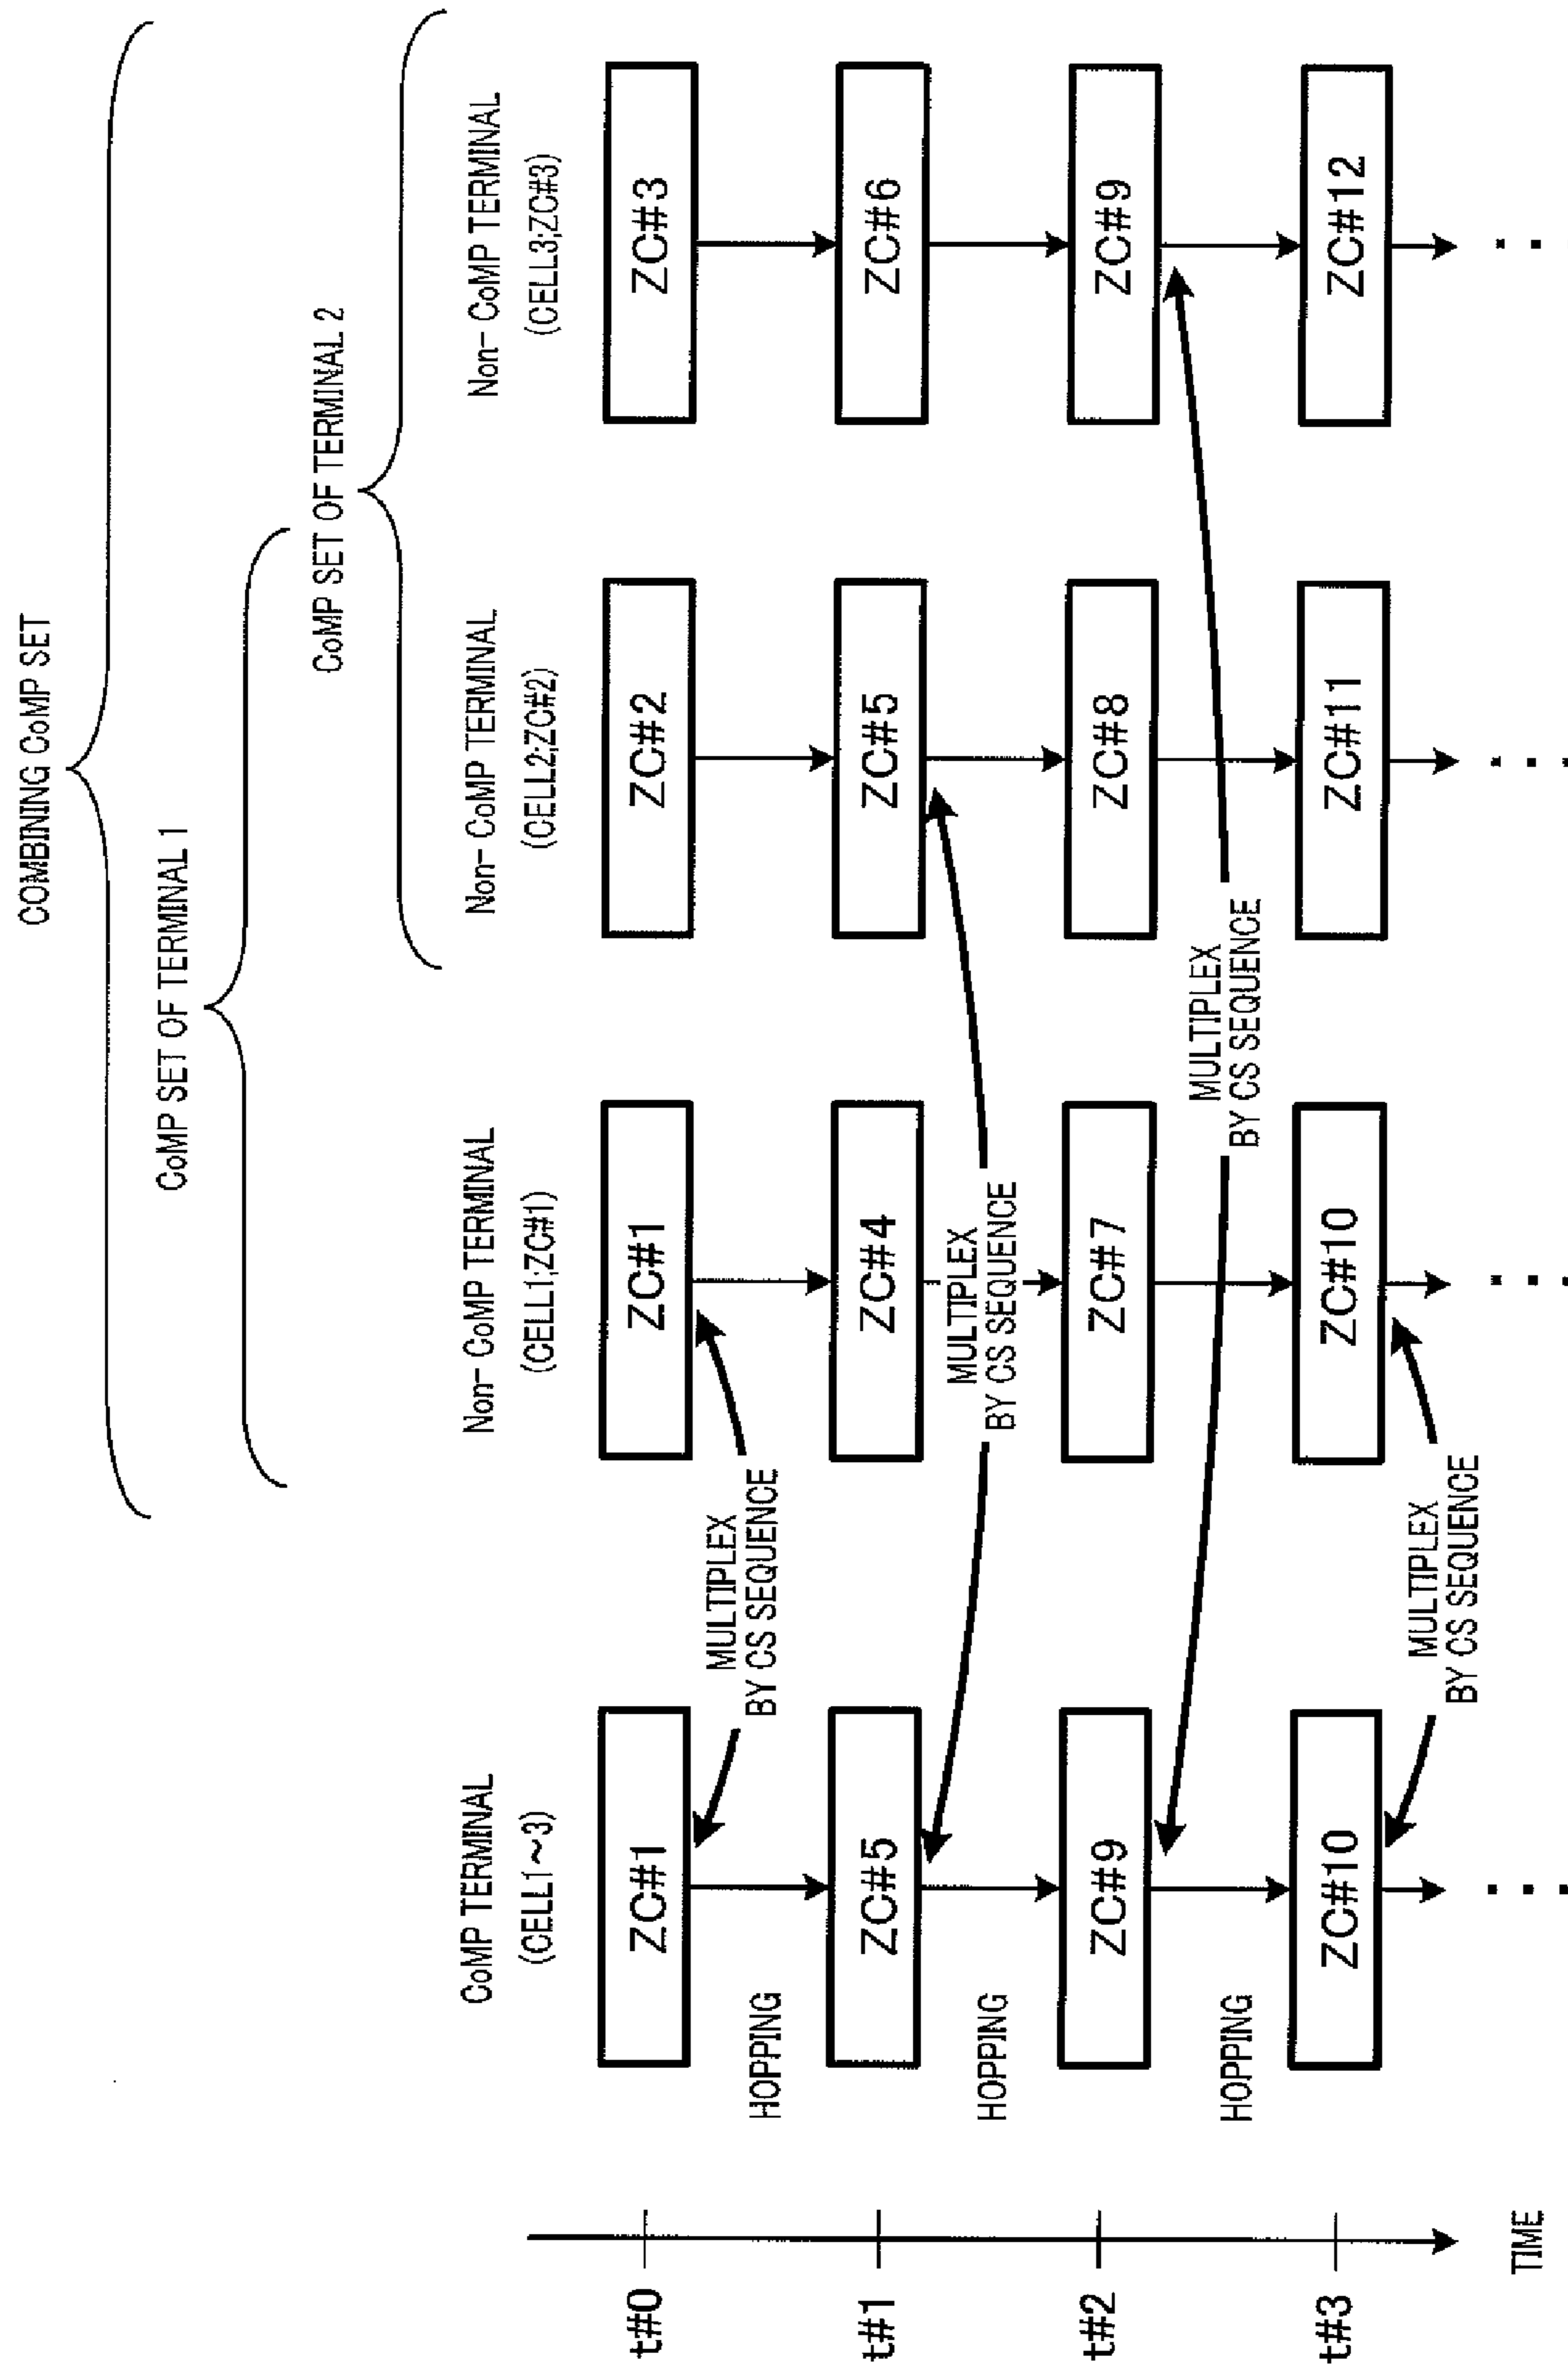 COMBINING CoMP SET
CoMP SET OF TERMINAL 1
CoMP SET OF TERMINAL 2
CoMP TERMINAL
(CELL1~3)
Non- CoMP TERMINAL
(CELL1;ZC#1)
Non- CoMP TERMINAL
(CELL2;ZC#2)
Non- CoMP TERMINAL
(CELL3;ZC#3)
t#0
ZC#1
ZC#1
ZC#2
ZC#3
HOPPING
MULTIPLEX
BY CS SEQUENCE
t#1
ZC#5
ZC#4
ZC#5
ZC#6
HOPPING
MULTIPLEX
BY CS SEQUENCE
t#2
ZC#9
ZC#7
ZC#8
ZC#9
HOPPING
MULTIPLEX
BY CS SEQUENCE
t#3
ZC#10
ZC#10
ZC#11
ZC#12
MULTIPLEX
BY CS SEQUENCE
TIME